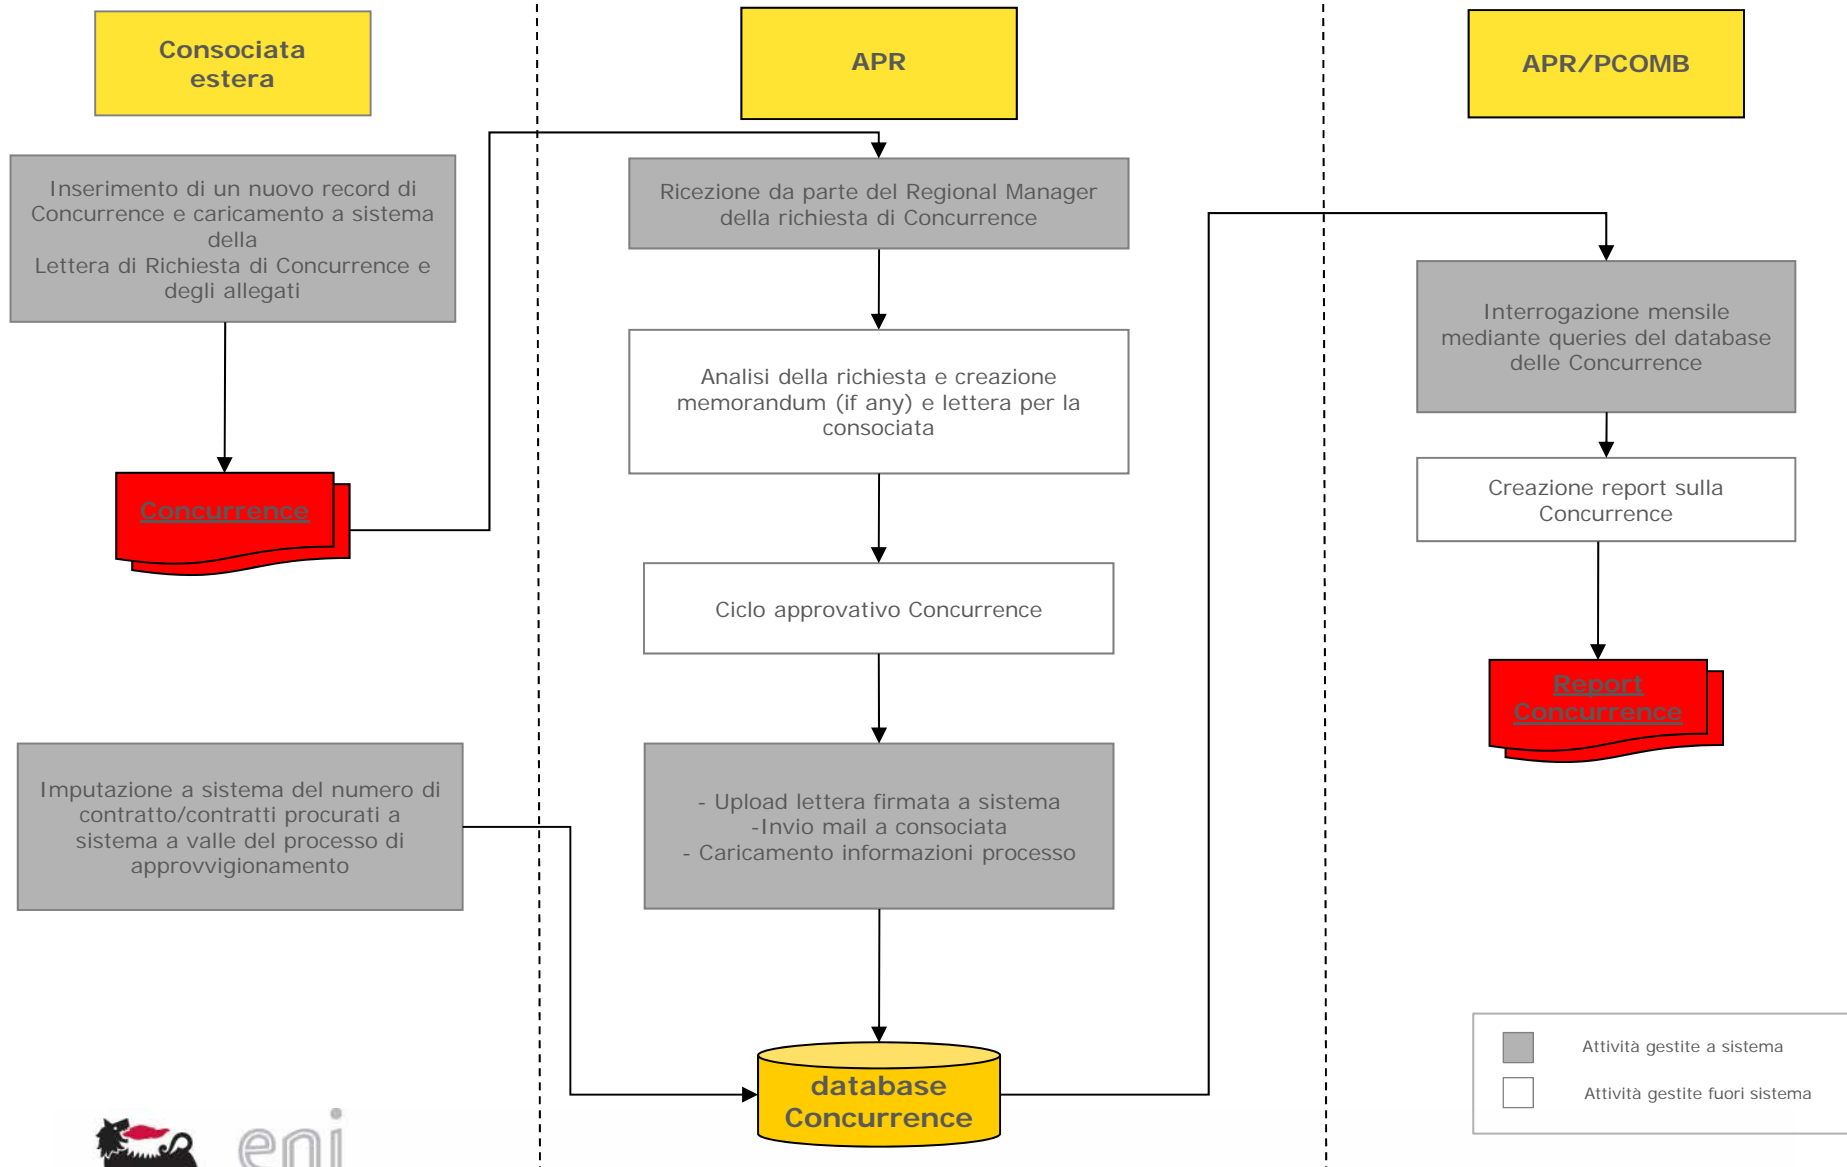 Consociata
estera
APR
APR/PCOMB
Inserimento di un nuovo record di
Concurrence e caricamento a sistema
della
Lettera di Richiesta di Concurrence e
degli allegati
Concurrence
Imputazione a sistema del numero di
contratto/contratti procurati a
sistema a valle del processo di
approvvigionamento
Ricezione da parte del Regional Manager
della richiesta di Concurrence
Analisi della richiesta e creazione
memorandum (if any) e lettera per la
consociata
Ciclo approvativo Concurrence
- Upload lettera firmata a sistema
-Invio mail a consociata
- Caricamento informazioni processo
database
Concurrence
Interrogazione mensile
mediante queries del database
delle Concurrence
Creazione report sulla
Concurrence
Report
Concurrence
Attività gestite a sistema
Attività gestite fuori sistema
eni